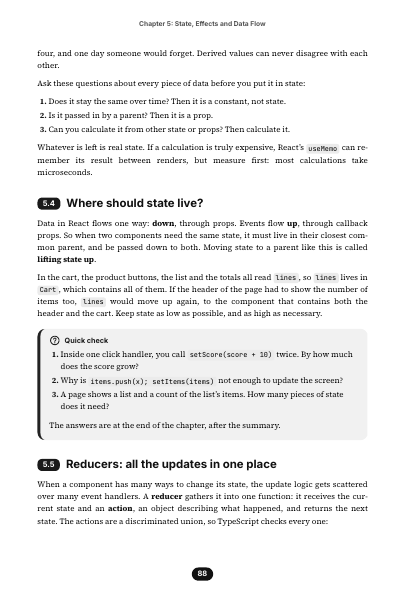 Chapter 5: State, Effects and Data Flow
four, and one day someone would forget. Derived values can never disagree with each
other.
Ask these questions about every piece of data before you put it in state:
1. Does it stay the same over time? Then it is a constant, not state.
2. Is it passed in by a parent? Then it is a prop.
3. Can you calculate it from other state or props? Then calculate it.
Whatever is left is real state. If a calculation is truly expensive, React's useMemo can re-
member its result between renders, but measure first: most calculations take
microseconds.
5.4 Where should state live?
Data in React flows one way: down, through props. Events flow up, through callback
props. So when two components need the same state, it must live in their closest com-
mon parent, and be passed down to both. Moving state to a parent like this is called
lifting state up.
In the cart, the product buttons, the list and the totals all read lines, so lines lives in
Cart, which contains all of them. If the header of the page had to show the number of
items too, lines would move up again, to the component that contains both the
header and the cart. Keep state as low as possible, and as high as necessary.
? Quick check
1. Inside one click handler, you call setScore(score + 10) twice. By how much
does the score grow?
2. Why is items.push(x); setItems(items) not enough to update the screen?
3. A page shows a list and a count of the list's items. How many pieces of state
does it need?
The answers are at the end of the chapter, after the summary.
5.5 Reducers: all the updates in one place
When a component has many ways to change its state, the update logic gets scattered
over many event handlers. A reducer gathers it into one function: it receives the cur-
rent state and an action, an object describing what happened, and returns the next
state. The actions are a discriminated union, so TypeScript checks every one:
88